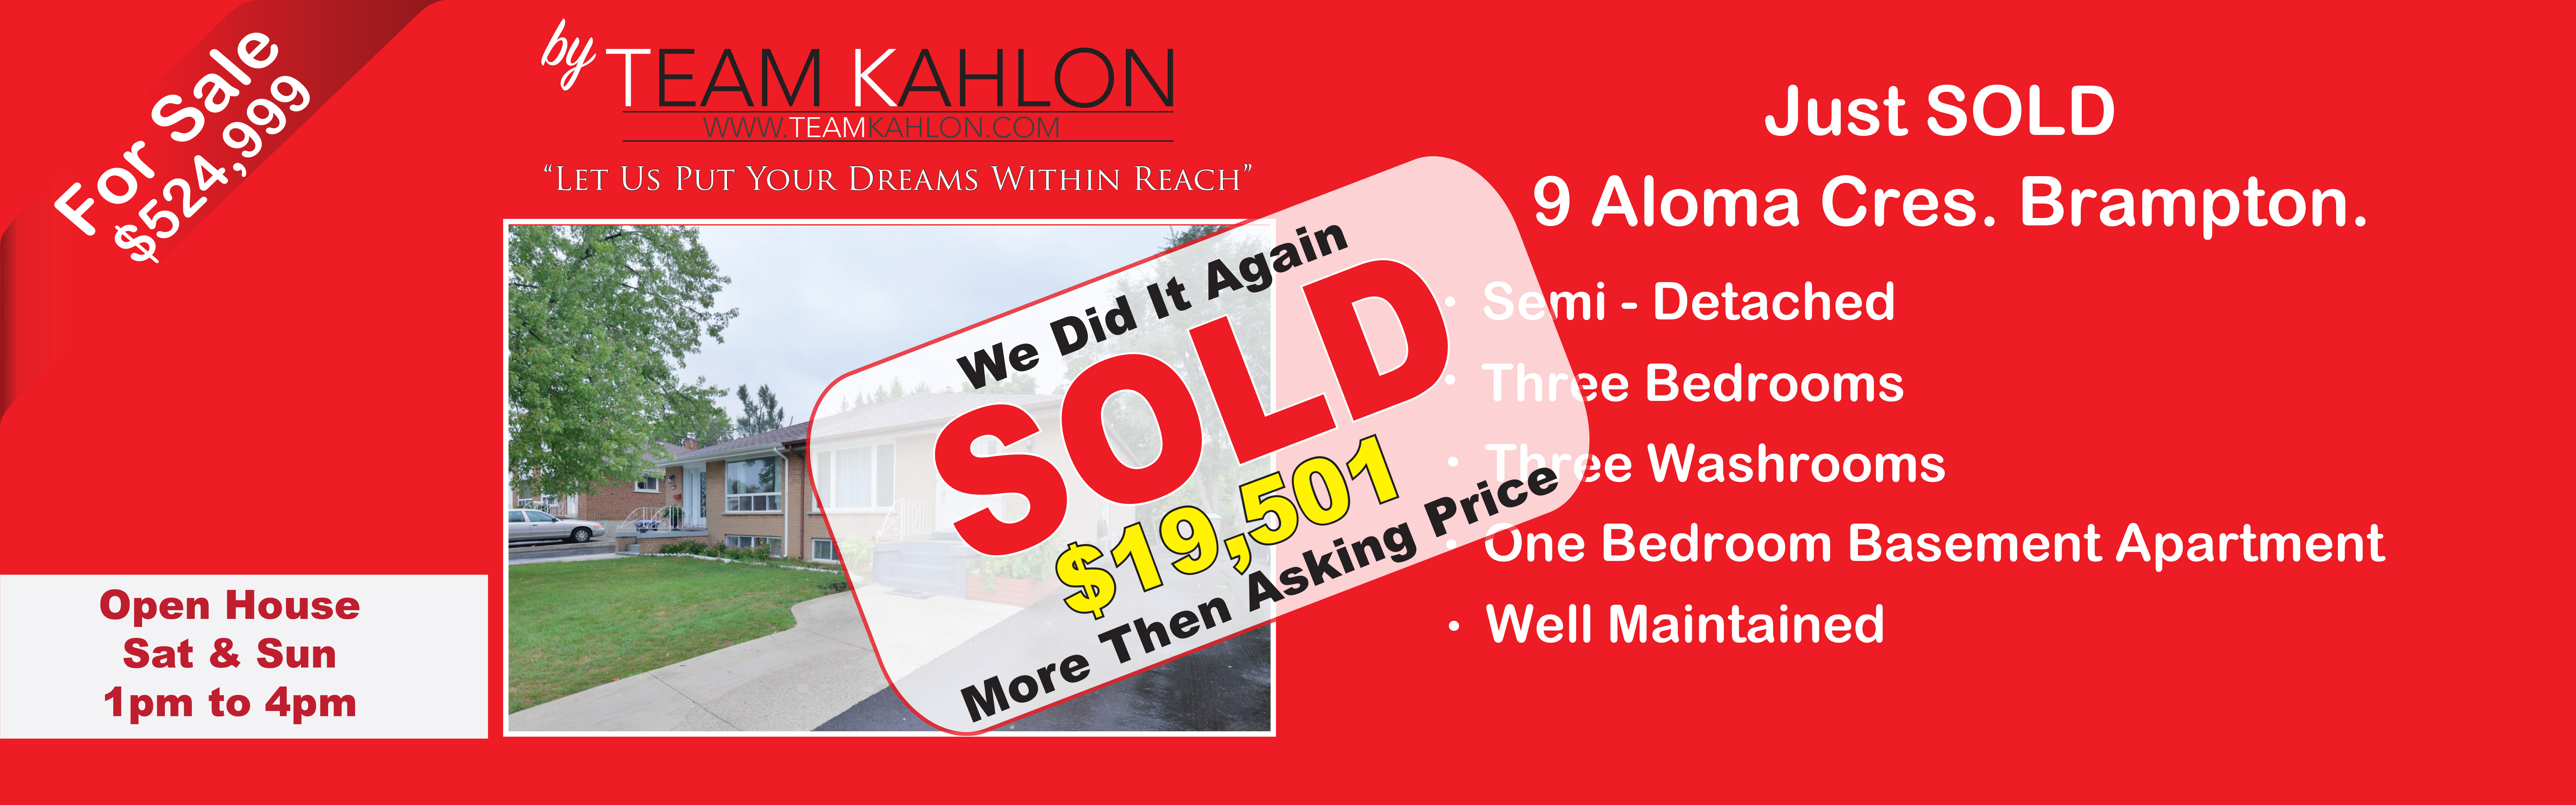 For Sale
$524,999
by TEAM KAHLON
WWW.TEAMKAHLON.COM
“LET US PUT YOUR DREAMS WITHIN REACH”
We Did It Again
SOLD
$19,501
More Then Asking Price
Just SOLD
9 Aloma Cres. Brampton.
• Semi - Detached
• Three Bedrooms
• Three Washrooms
• One Bedroom Basement Apartment
• Well Maintained
Open House
Sat & Sun
1pm to 4pm